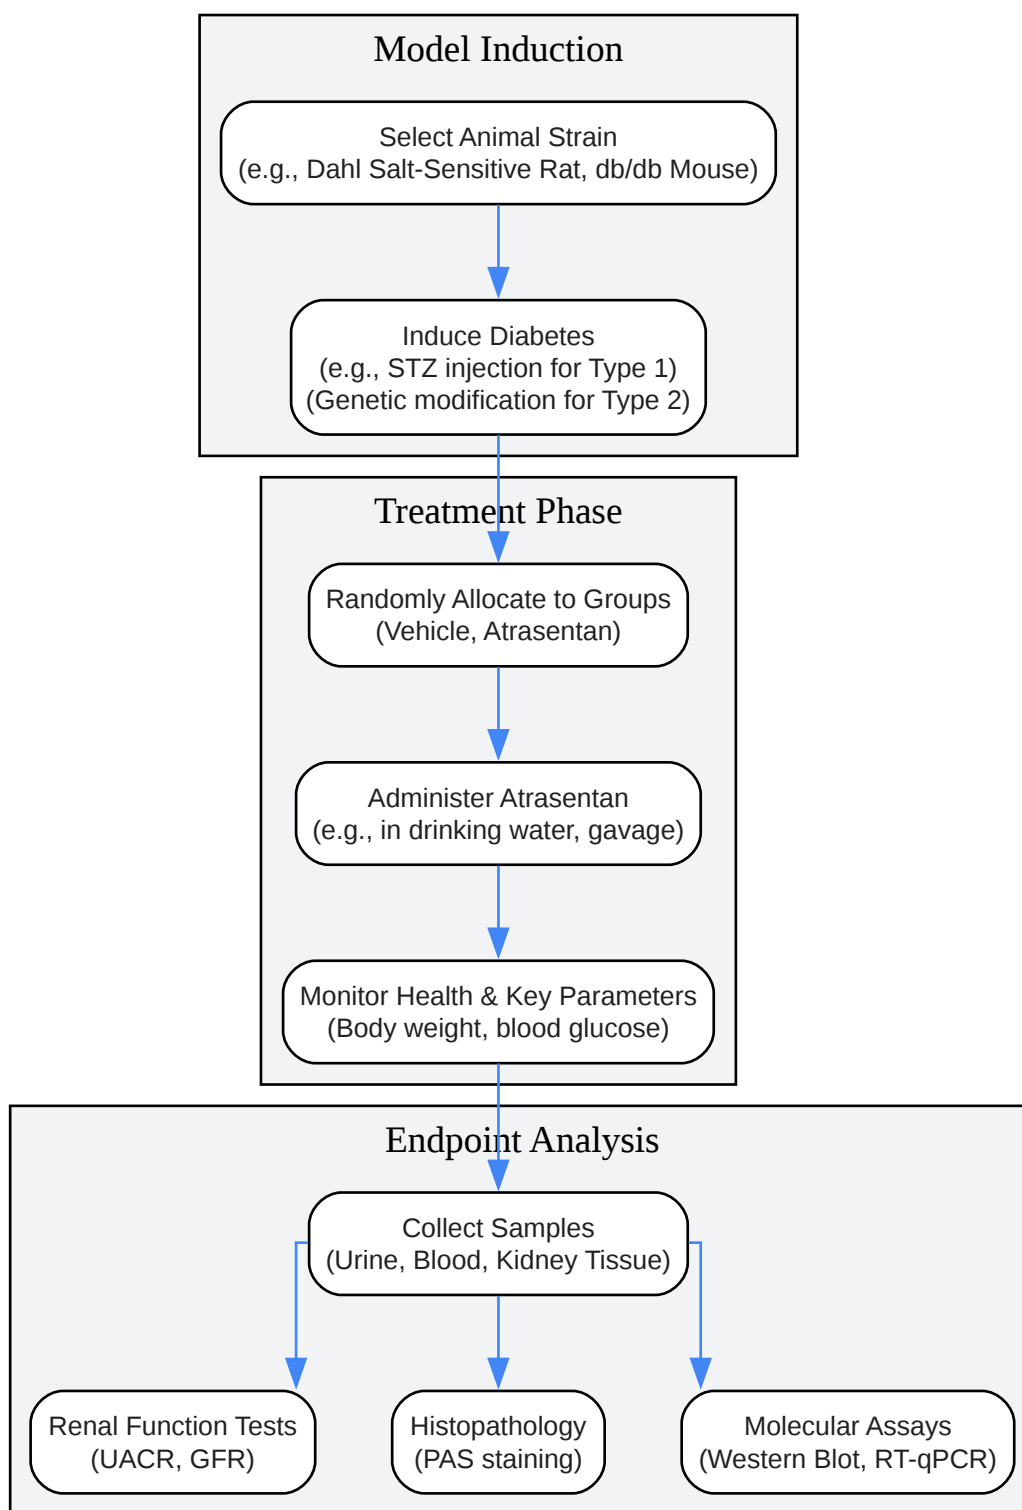 Model Induction
Select Animal Strain
(e.g., Dahl Salt-Sensitive Rat, db/db Mouse)
Induce Diabetes
(e.g., STZ injection for Type 1)
(Genetic modification for Type 2)
Treatment Phase
Randomly Allocate to Groups
(Vehicle, Atrasentan)
Administer Atrasentan
(e.g., in drinking water, gavage)
Monitor Health & Key Parameters
(Body weight, blood glucose)
Endpoint Analysis
Collect Samples
(Urine, Blood, Kidney Tissue)
Renal Function Tests
(UACR, GFR)
Histopathology
(PAS staining)
Molecular Assays
(Western Blot, RT-qPCR)